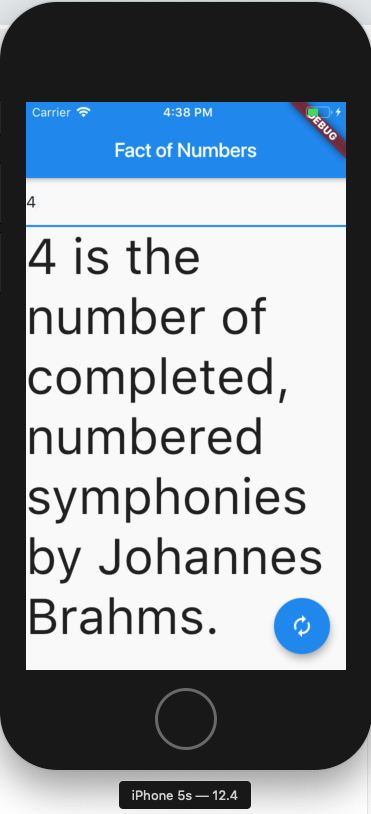 Carrier 4:38 PM
DEBUG
Fact of Numbers
4
4 is the
number of
completed,
numbered
symphonies
by Johannes
Brahms.
iPhone 5s — 12.4